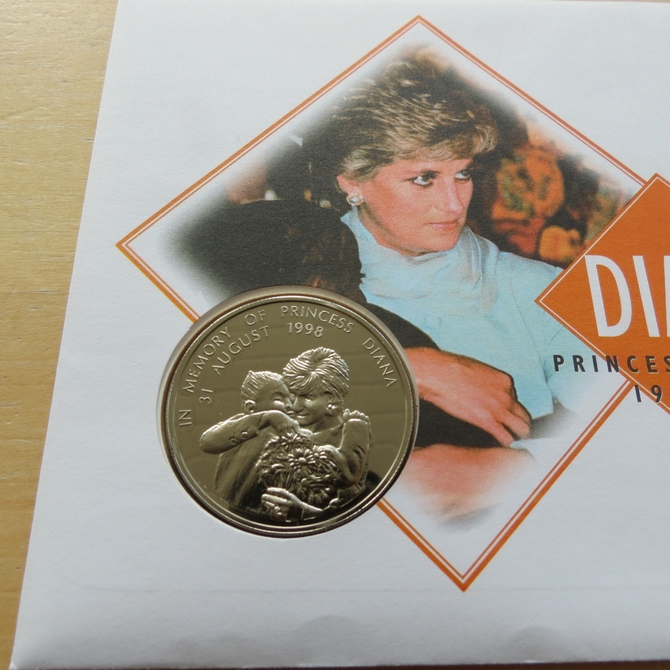 IN MEMORY OF PRINCESS DIANA
31 AUGUST 1998
DI
PRINCES
19